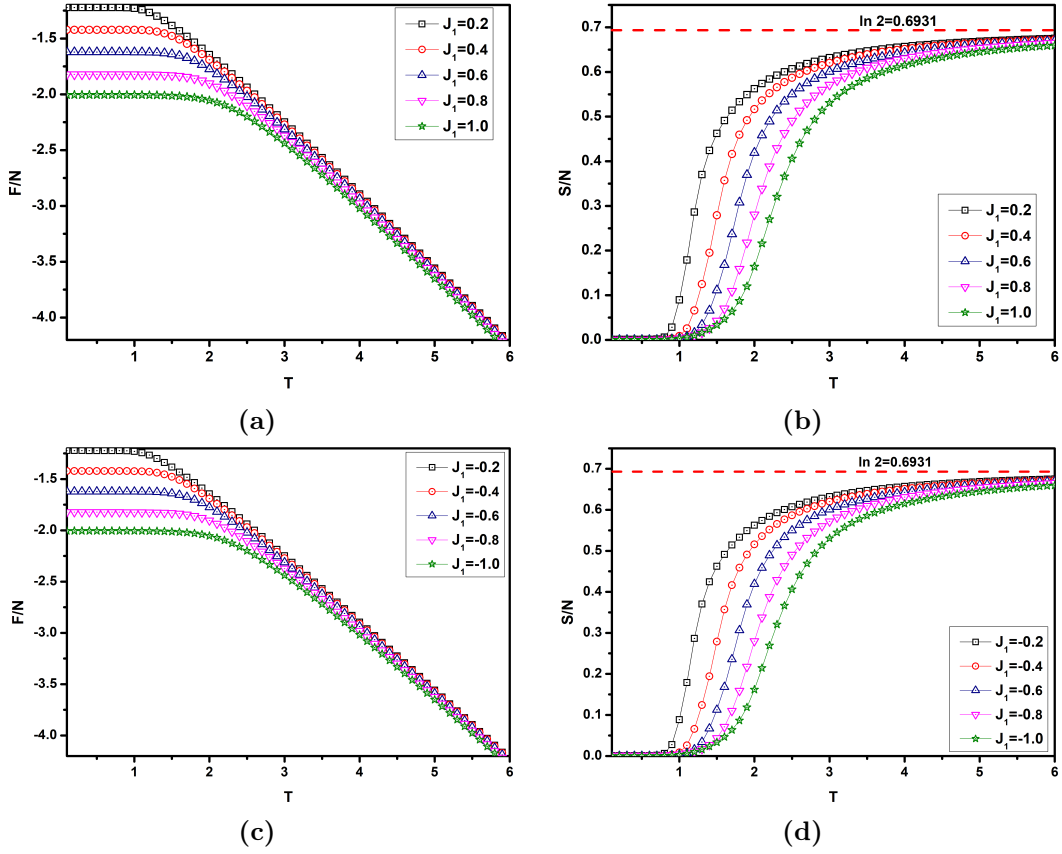 -1.5
-2.0
-2.5
-3.0
-3.5
-4.0
F/N
1 2 3 4 5 6
T
J1=0.2
J1=0.4
J1=0.6
J1=0.8
J1=1.0
(a)
ln 2=0.6931
0.7
0.6
0.5
0.4
0.3
0.2
0.1
0.0
S/N
1 2 3 4 5 6
T
J1=0.2
J1=0.4
J1=0.6
J1=0.8
J1=1.0
(b)
-1.5
-2.0
-2.5
-3.0
-3.5
-4.0
F/N
1 2 3 4 5 6
T
J1=-0.2
J1=-0.4
J1=-0.6
J1=-0.8
J1=-1.0
(c)
ln 2=0.6931
0.7
0.6
0.5
0.4
0.3
0.2
0.1
0.0
S/N
1 2 3 4 5 6
T
J1=-0.2
J1=-0.4
J1=-0.6
J1=-0.8
J1=-1.0
(d)